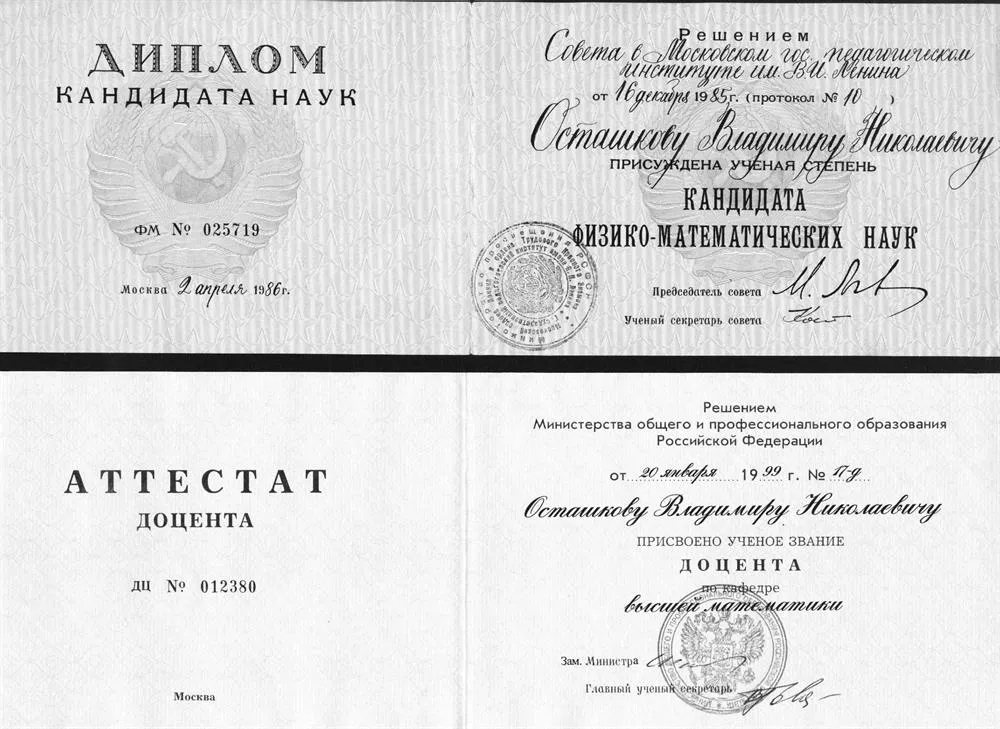 ДИПЛОМ
КАНДИДАТА НАУК
ФМ № 025719
Москва 2 апреля 1986г.
Решением
Совета в Московском гос. педагогическом
институте им. В.И. Ленина
от 16 декабря 1985г. (протокол № 10 )
Осташкову Владимиру Николаевичу
ПРИСУЖДЕНА УЧЕНАЯ СТЕПЕНЬ
КАНДИДАТА
ФИЗИКО-МАТЕМАТИЧЕСКИХ НАУК
Председатель совета
Ученый секретарь совета
АТТЕСТАТ
ДОЦЕНТА
ДЦ № 012380
Москва
Решением
Министерства общего и профессионального образования
Российской Федерации
от 20 января 1999 г. № 17-д
Осташкову Владимиру Николаевичу
ПРИСВОЕНО УЧЕНОЕ ЗВАНИЕ
ДОЦЕНТА
по кафедре
высшей математики
Зам. Министра
Главный ученый секретарь